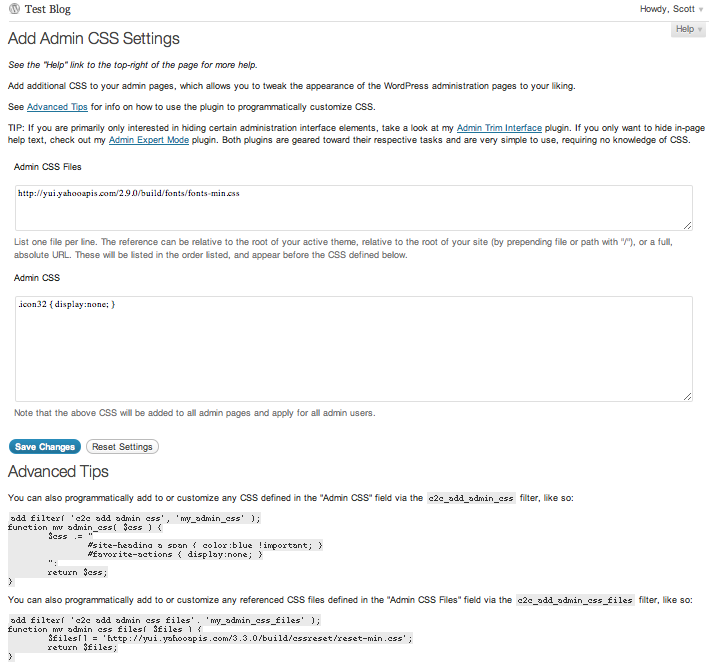 Test Blog
Howdy, Scott
Help
Add Admin CSS Settings
See the "Help" link to the top-right of the page for more help.
Add additional CSS to your admin pages, which allows you to tweak the appearance of the WordPress administration pages to your liking.
See Advanced Tips for info on how to use the plugin to programmatically customize CSS.
TIP: If you are primarily only interested in hiding certain administration interface elements, take a look at my Admin Trim Interface plugin. If you only want to hide in-page
help text, check out my Admin Expert Mode plugin. Both plugins are geared toward their respective tasks and are very simple to use, requiring no knowledge of CSS.
Admin CSS Files
http://yui.yahooapis.com/2.9.0/build/fonts/fonts-min.css
List one file per line. The reference can be relative to the root of your active theme, relative to the root of your site (by prepending file or path with "/"), or a full,
absolute URL. These will be listed in the order listed, and appear before the CSS defined below.
Admin CSS
.icon32 { display:none; }
Note that the above CSS will be added to all admin pages and apply for all admin users.
Save Changes
Reset Settings
Advanced Tips
You can also programmatically add to or customize any CSS defined in the "Admin CSS" field via the c2c_add_admin_css filter, like so:
add_filter( 'c2c_add_admin_css', 'my_admin_css' );
function my_admin_css( $css ) {
$css .= "
#site-heading a span { color:blue !important; }
#favorite-actions { display:none; }
";
return $css;
}
You can also programmatically add to or customize any referenced CSS files defined in the "Admin CSS Files" field via the c2c_add_admin_css_files filter, like so:
add_filter( 'c2c_add_admin_css_files', 'my_admin_css_files' );
function my_admin_css_files( $files ) {
$files[] = 'http://yui.yahooapis.com/3.3.0/build/cssreset/reset-min.css';
return $files;
}